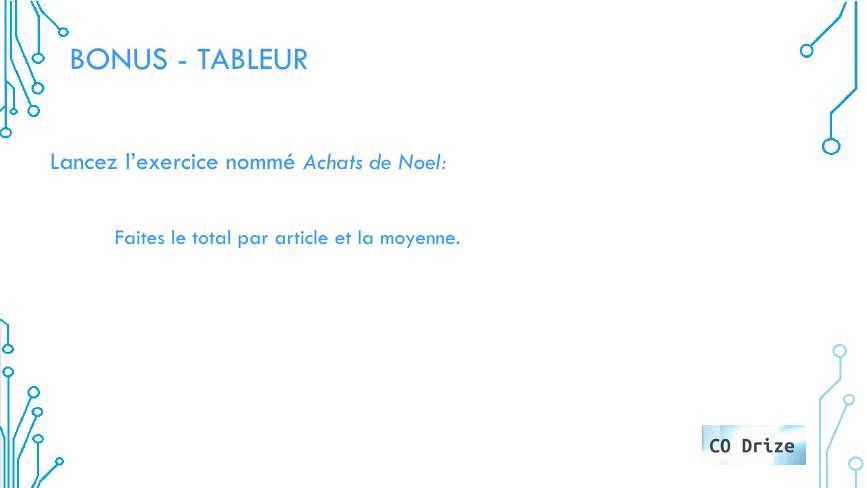 BONUS - TABLEUR
Lancez l’exercice nommé Achats de Noel:
Faites le total par article et la moyenne.
CO Drize